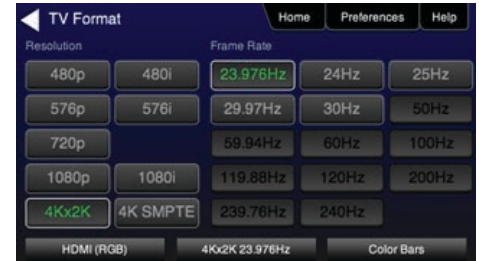 TV Format
Home
Preferences
Help
Resolution
Frame Rate
480p 480i 23.976Hz 24Hz 25Hz
576p 576i 29.97Hz 30Hz 50Hz
720p 59.94Hz 60Hz 100Hz
1080p 1080i 119.88Hz 120Hz 200Hz
4Kx2K 4K SMPTE 239.76Hz 240Hz
HDMI (RGB) 4Kx2K 23.976Hz Color Bars